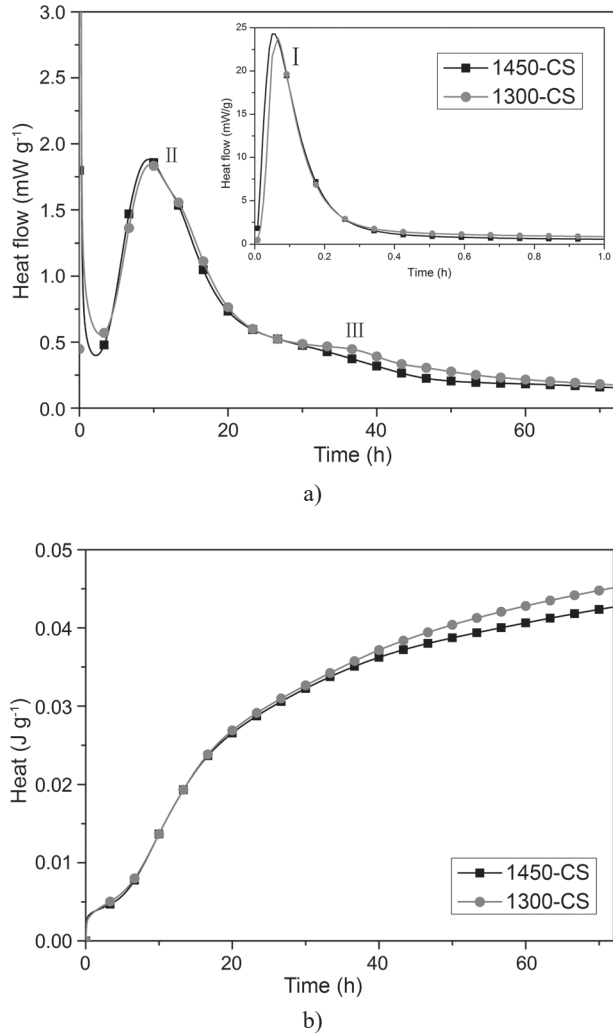 3.0
2.5
2.0
1.5
1.0
0.5
0.0
Heat flow (mW g⁻¹)
0
20
40
60
Time (h)
II
III
25
20
15
10
5
0
Heat flow (mW/g)
0.0
0.2
0.4
0.6
0.8
1.0
Time (h)
I
1450-CS
1300-CS
a)
0.05
0.04
0.03
0.02
0.01
0.00
Heat (J g⁻¹)
0
20
40
60
Time (h)
1450-CS
1300-CS
b)